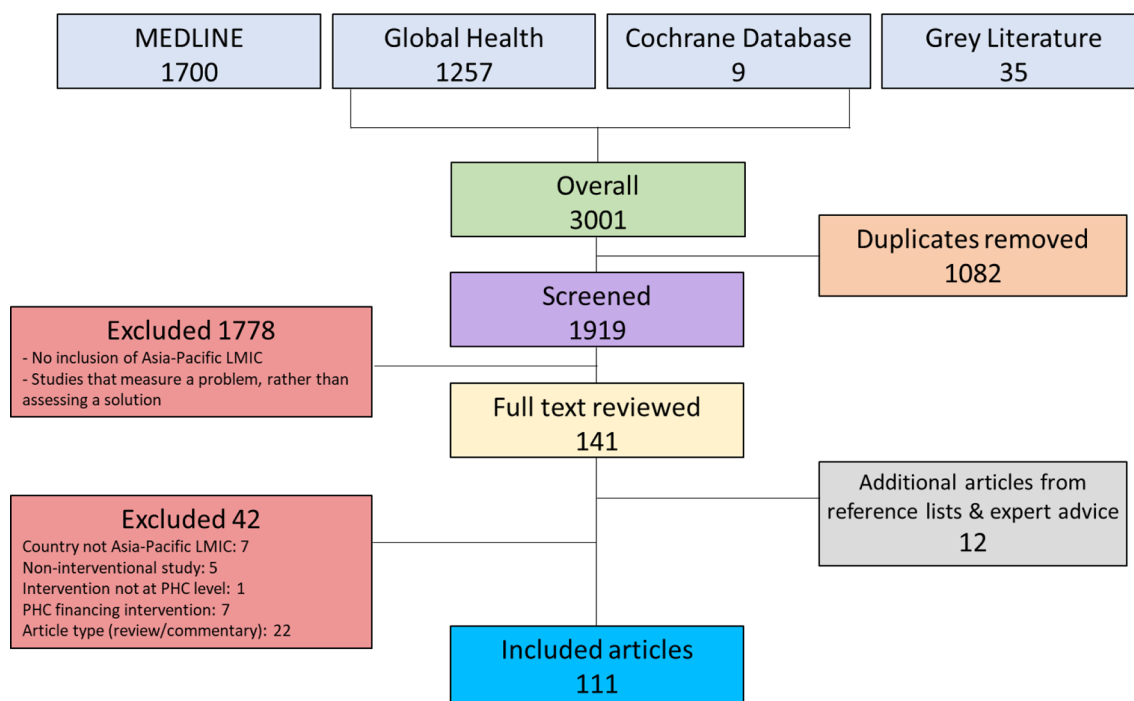 MEDLINE
1700
Global Health
1257
Cochrane Database
9
Grey Literature
35
Overall
3001
Duplicates removed
1082
Screened
1919
Excluded 1778
- No inclusion of Asia-Pacific LMIC
- Studies that measure a problem, rather than
assessing a solution
Full text reviewed
141
Additional articles from
reference lists & expert advice
12
Excluded 42
Country not Asia-Pacific LMIC: 7
Non-interventional study: 5
Intervention not at PHC level: 1
PHC financing intervention: 7
Article type (review/commentary): 22
Included articles
111